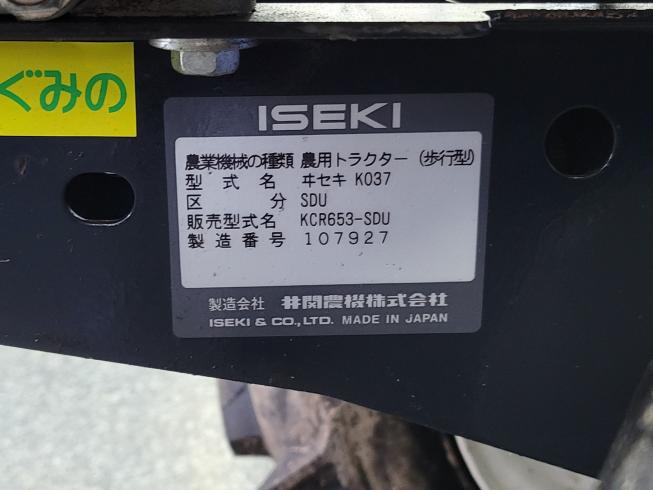 ぐみの
ISEKI
農業機械の種類 農用トラクター (歩行型)
型式名 ヰセキ K037
区分 SDU
販売型式名 KCR653-SDU
製造番号 107927
製造会社 井関農機株式会社
ISEKI & CO., LTD. MADE IN JAPAN